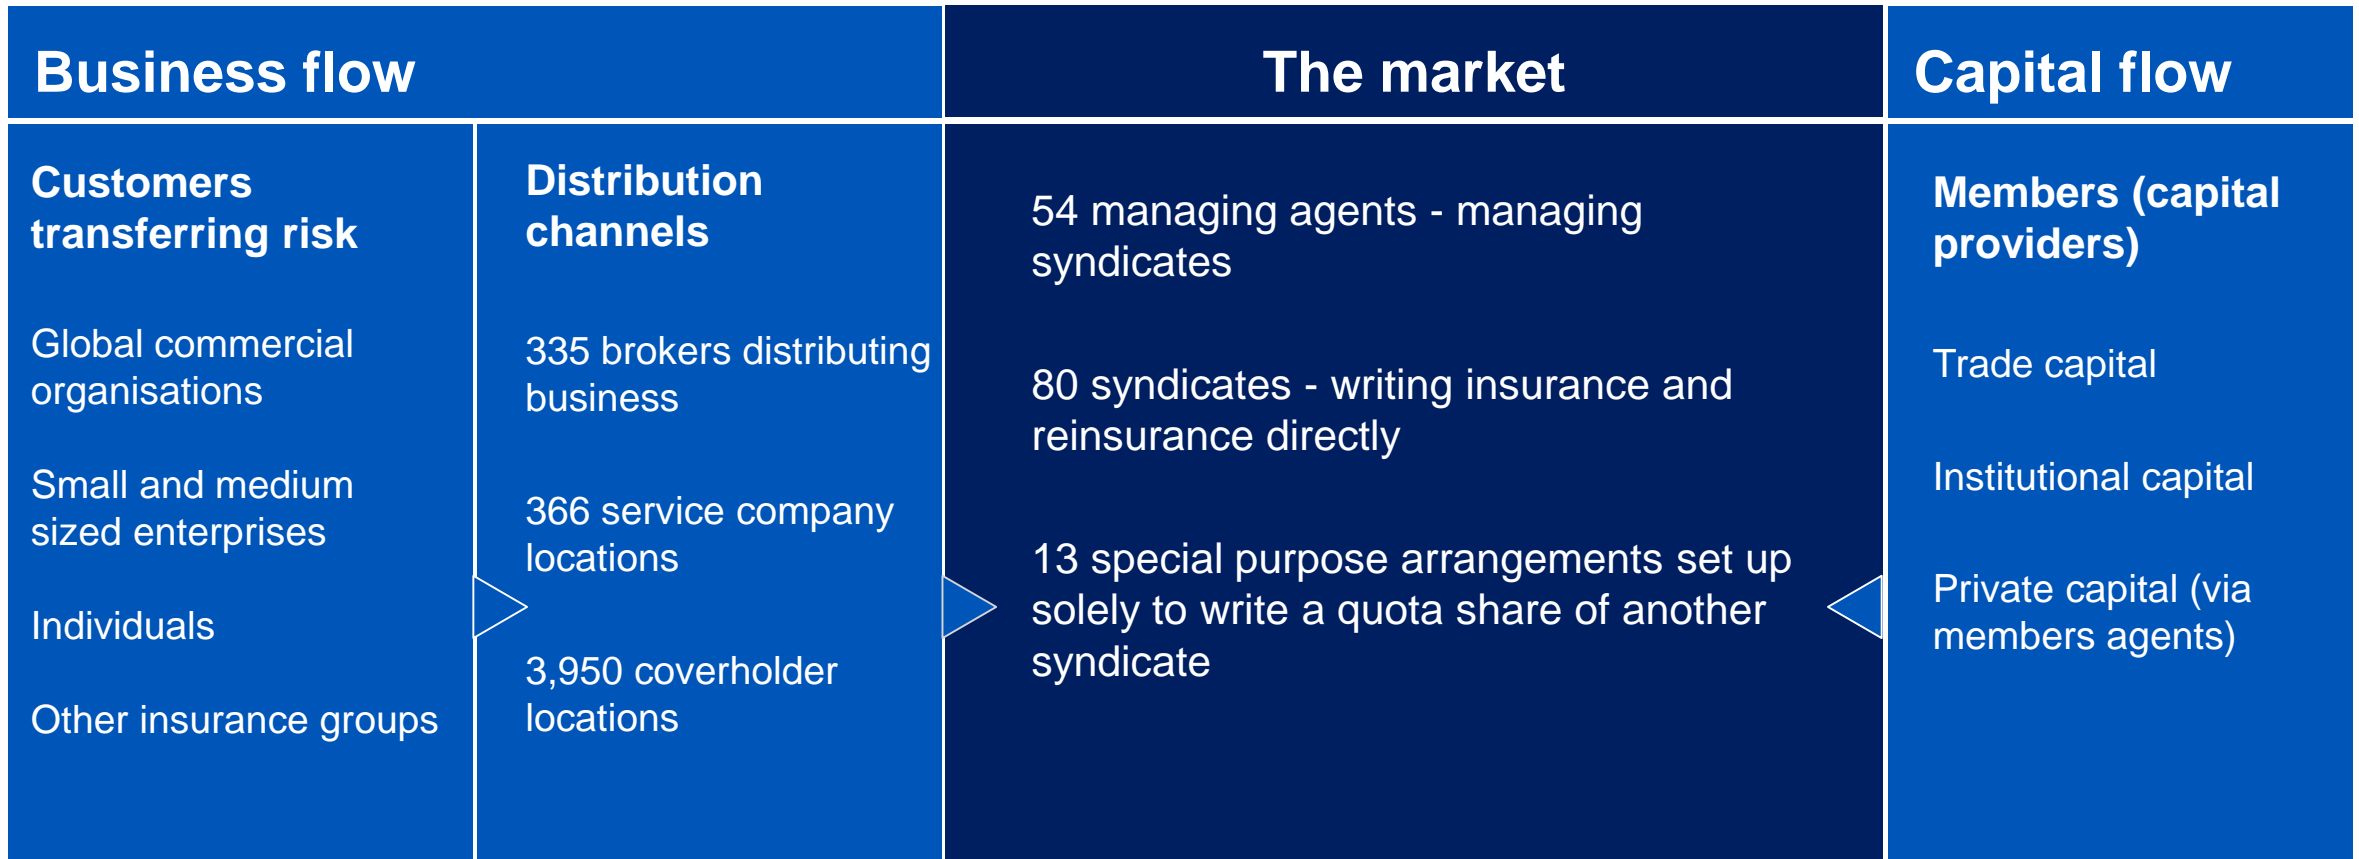 Business flow
The market
Capital flow
Customers
transferring risk
Global commercial
organisations
Small and medium
sized enterprises
Individuals
Other insurance groups
Distribution
channels
335 brokers distributing
business
366 service company
locations
3,950 coverholder
locations
54 managing agents - managing
syndicates
80 syndicates - writing insurance and
reinsurance directly
13 special purpose arrangements set up
solely to write a quota share of another
syndicate
Members (capital
providers)
Trade capital
Institutional capital
Private capital (via
members agents)